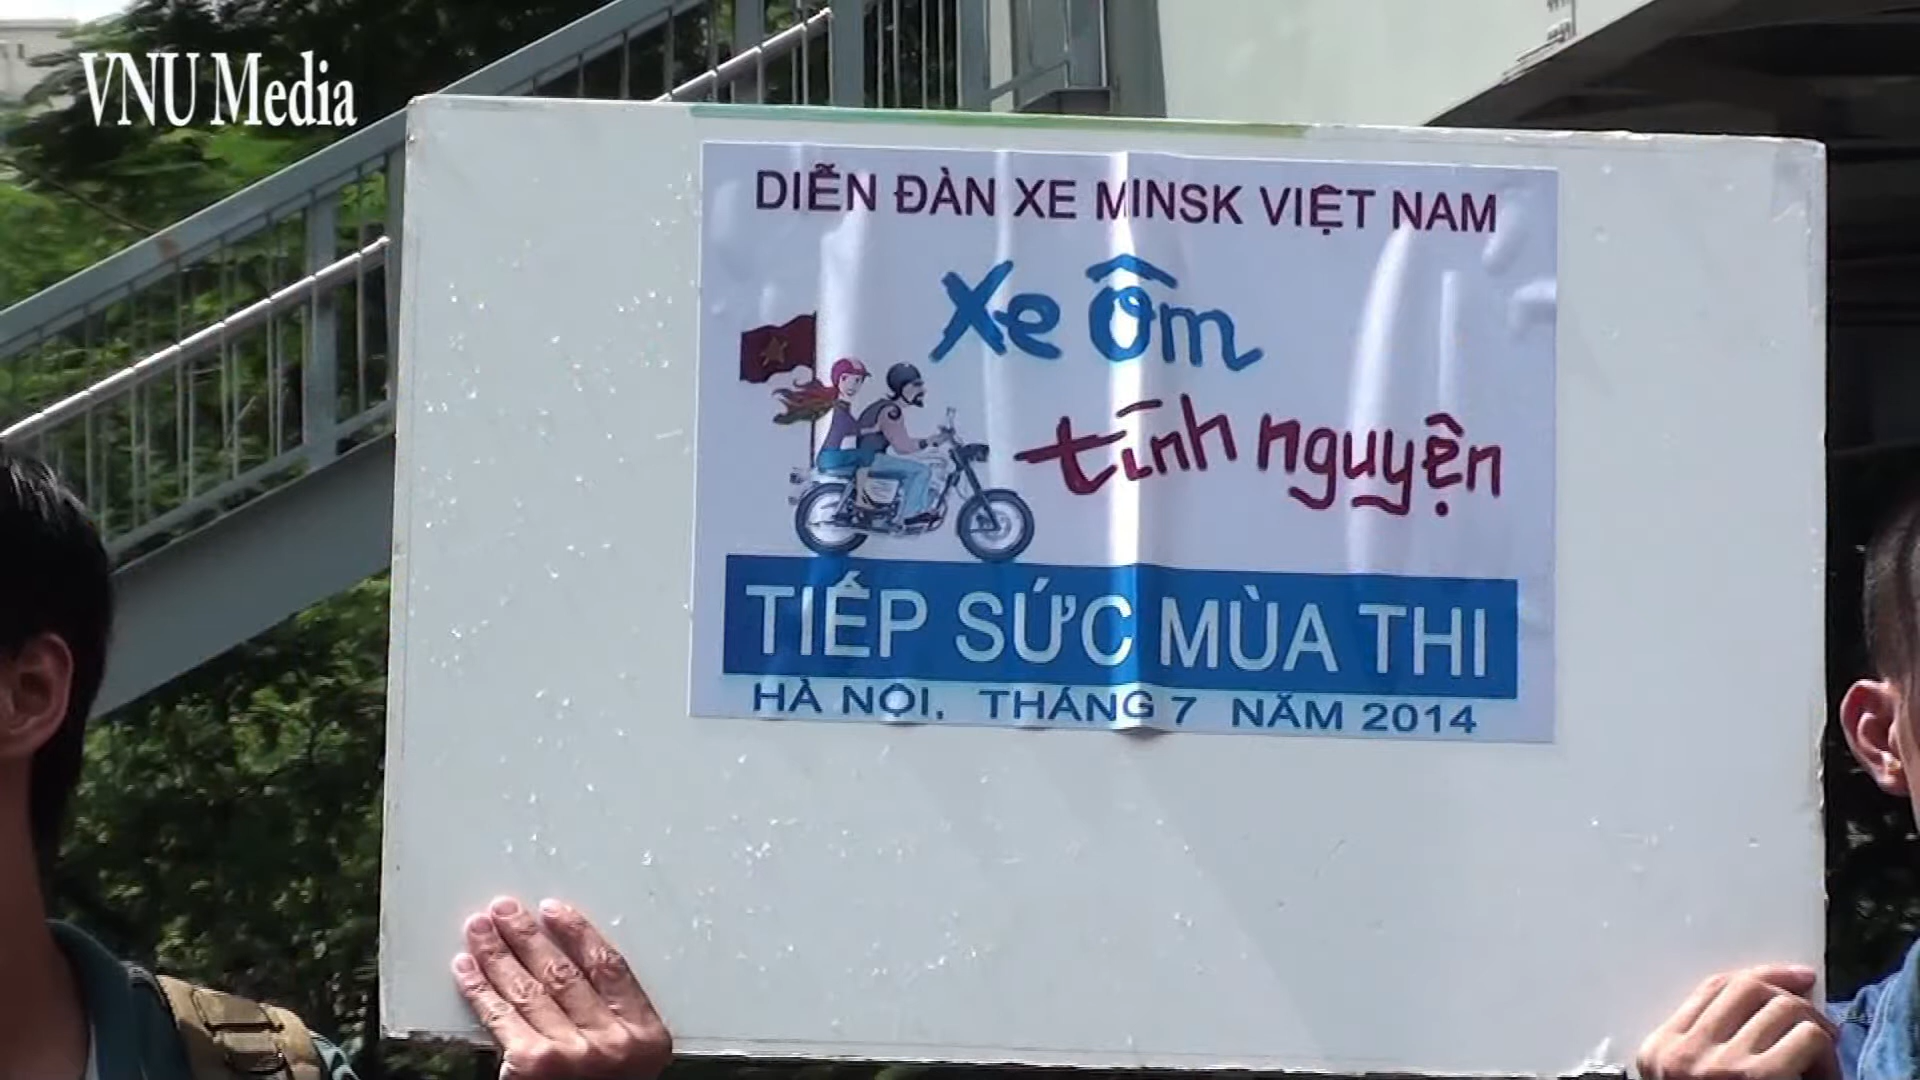 VNU Media
DIỄN ĐÀN XE MINSK VIỆT NAM
Xe ôm
tình nguyện
TIẾP SỨC MÙA THI
HÀ NỘI, THÁNG 7 NĂM 2014